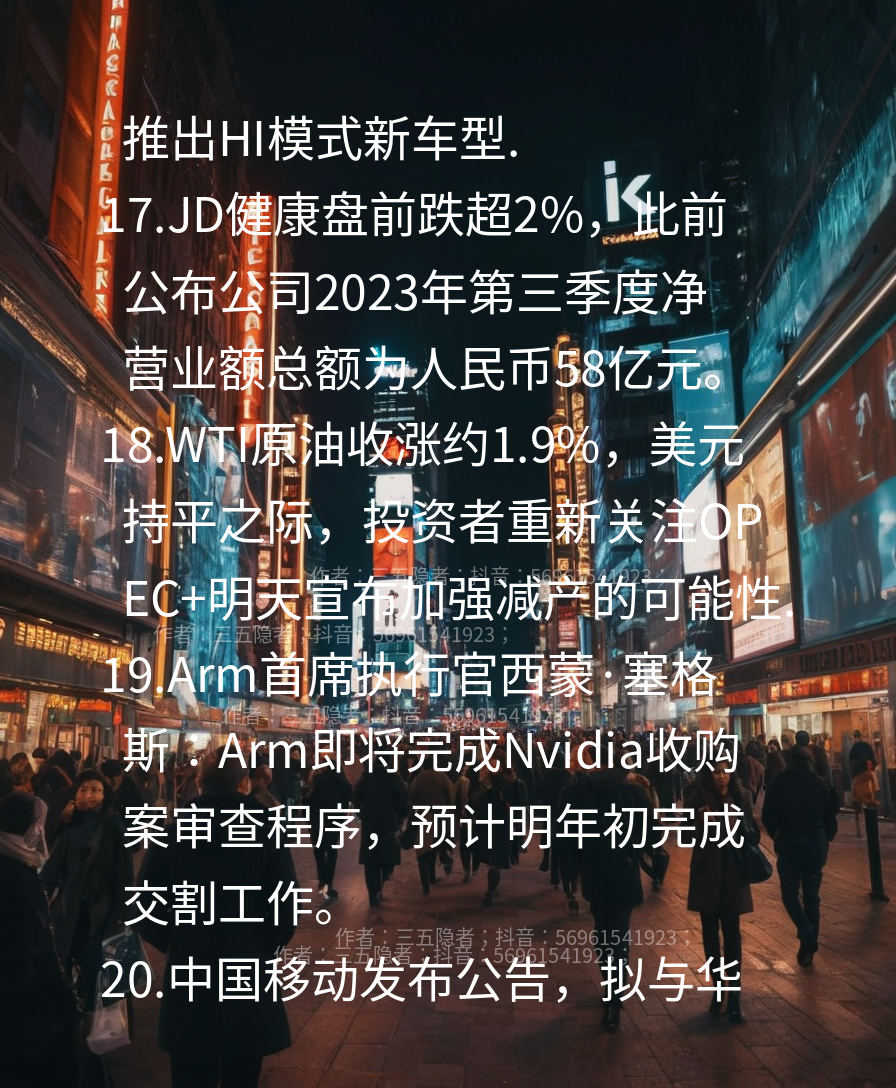 推出HI模式新车型.
17.JD健康盘前跌超2%，此前
公布公司2023年第三季度净
营业额总额为人民币58亿元。
18.WTI原油收涨约1.9%，美元
持平之际，投资者重新关注OP
作者：三五隐者；抖音：56961541923；
EC+明天宣布加强减产的可能性.
作者：三五隐者；抖音：56961541923；
19.Arm首席执行官西蒙·塞格
作者：三五隐者；抖音：56961541923；
斯：Arm即将完成Nvidia收购
案审查程序，预计明年初完成
交割工作。
作者：三五隐者；抖音：56961541923；
作者：三五隐者；抖音：56961541923；
20.中国移动发布公告，拟与华